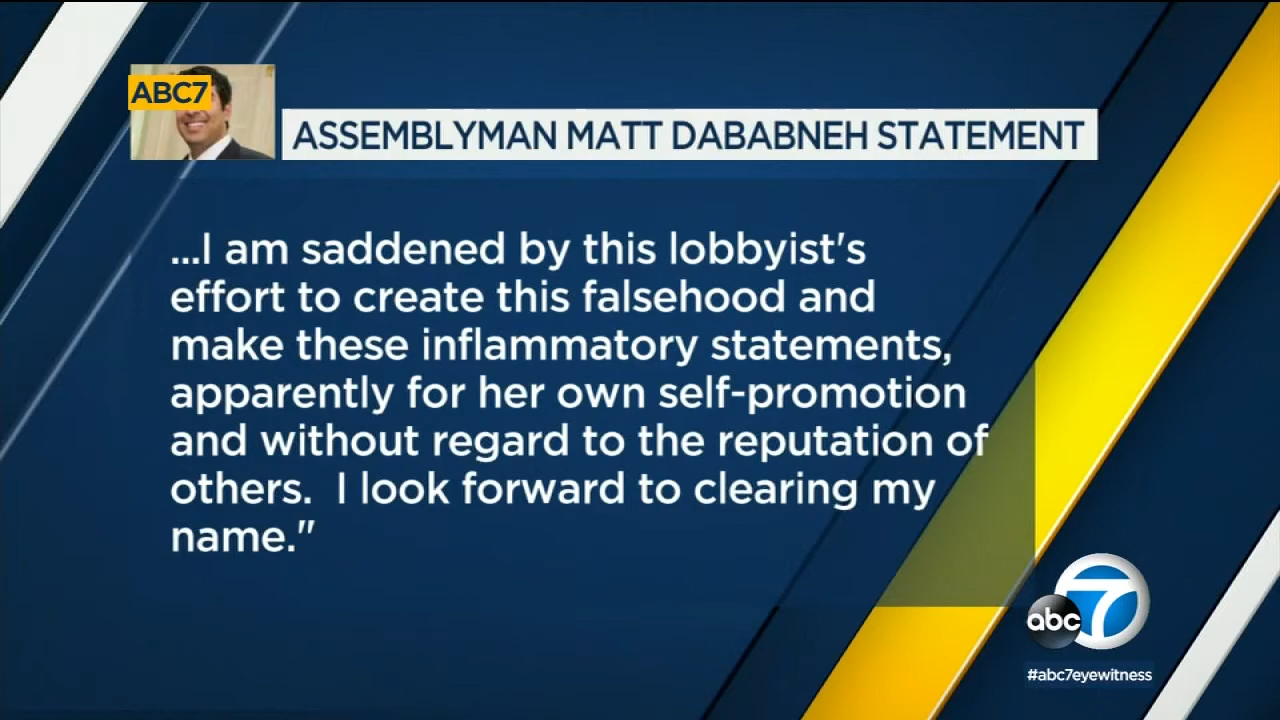 ABC7
ASSEMBLYMAN MATT DABABNEH STATEMENT
...I am saddened by this lobbyist's
effort to create this falsehood and
make these inflammatory statements,
apparently for her own self-promotion
and without regard to the reputation of
others.  I look forward to clearing my
name."
abc 7
#abc7eyewitness